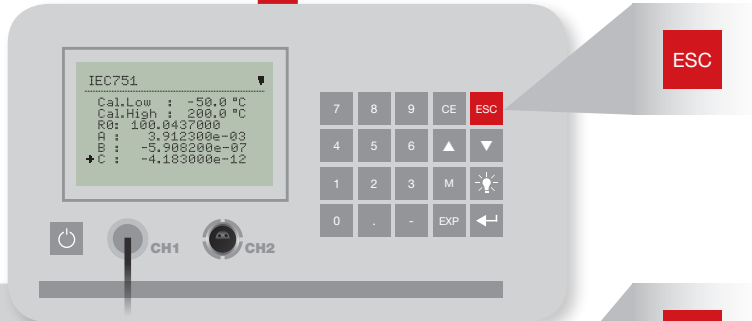 IEC751
Cal.Low : -50.0 °C
Cal.High : 200.0 °C
R0: 100.0437000
A : 3.912300e-03
B : -5.908200e-07
C : -4.183000e-12
7 8 9 CE ESC
4 5 6
1 2 3 M
0 . - EXP
CH1 CH2
ESC